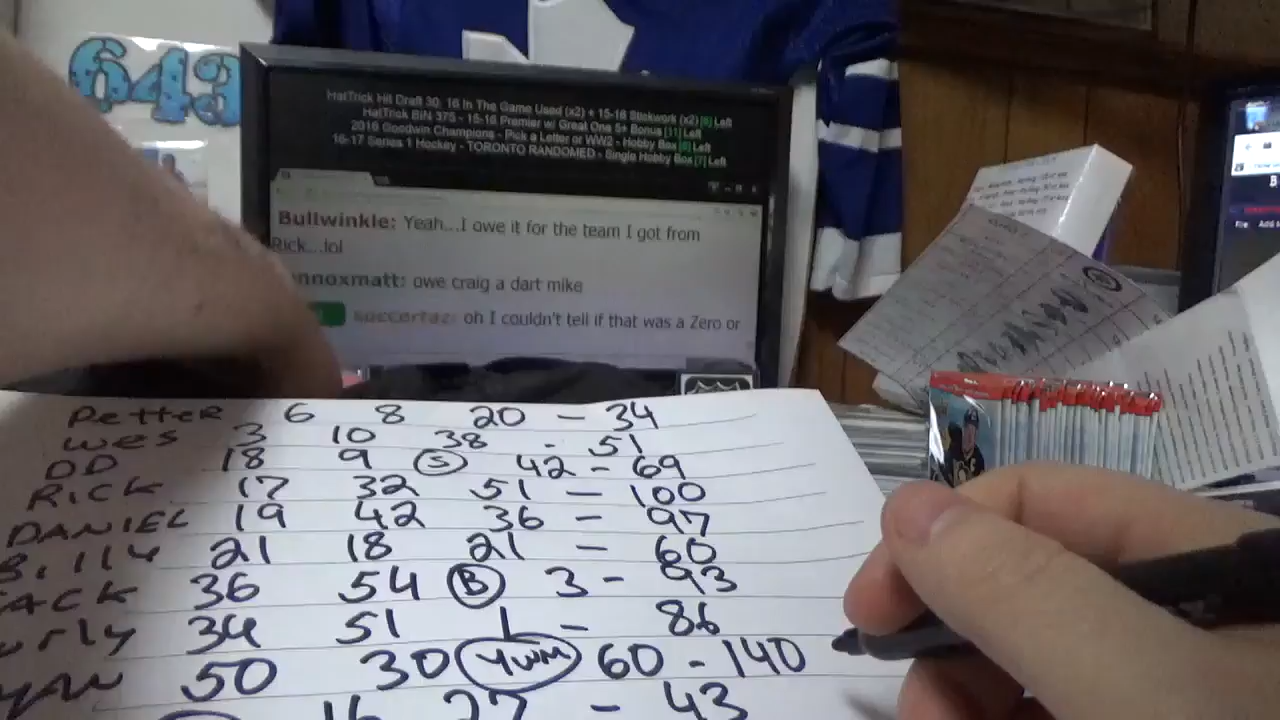 643
HatTrick Hit Draft 30: 16 In The Game Used (x2) + 15-16 Stickwork (x2) [6] Left
HatTrick BIN 375 - 15-16 Premier w/ Great One 5+ Bonus [11] Left
2016 Goodwin Champions - Pick a Letter or WW2 - Hobby Box [6] Left
16-17 Series 1 Hockey - TORONTO RANDOMED - Single Hobby Box [7] Left
Bullwinkle: Yeah...I owe it for the team I got from
Rick...lol
nnoxmatt: owe craig a dart mike
soccertaz: oh I couldn't tell if that was a Zero or
Petter 6 8 20 - 34
Wes 3 10 38 - 51
DD 18 9 S 42 - 69
RICK 17 32 51 - 100
DANIEL 19 42 36 - 97
Billy 21 18 21 - 60
ACK 36 54 B 3 - 93
urly 34 51 1 - 86
50 30 YWM 60 - 140
16 27 - 43